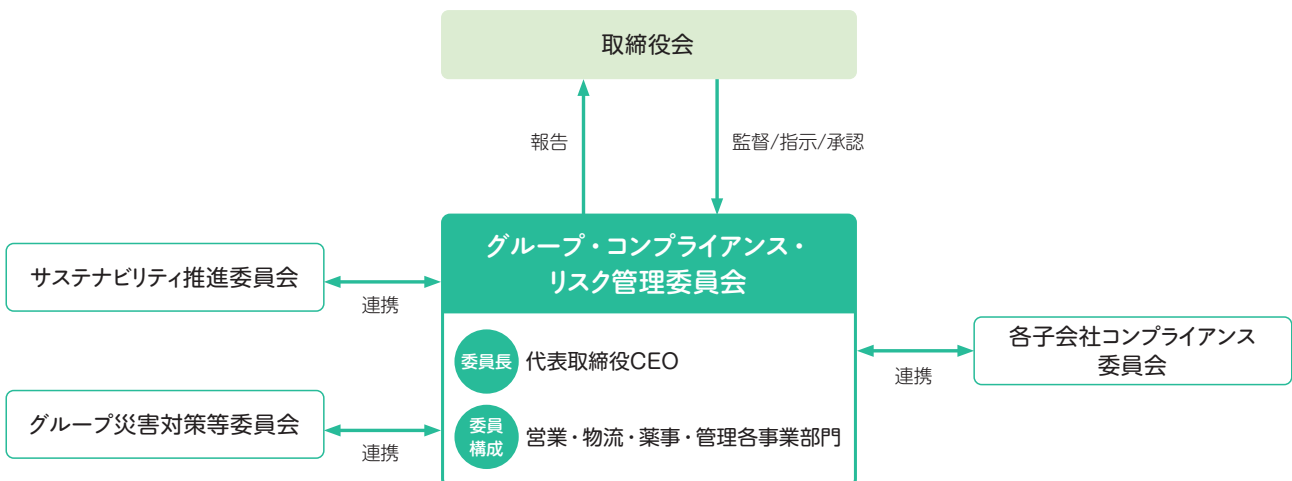 取締役会
報告
監督/指示/承認
グループ・コンプライアンス・
リスク管理委員会
サステナビリティ推進委員会
連携
委員長
代表取締役CEO
各子会社コンプライアンス
委員会
連携
グループ災害対策等委員会
連携
委員
構成
営業・物流・薬事・管理各事業部門